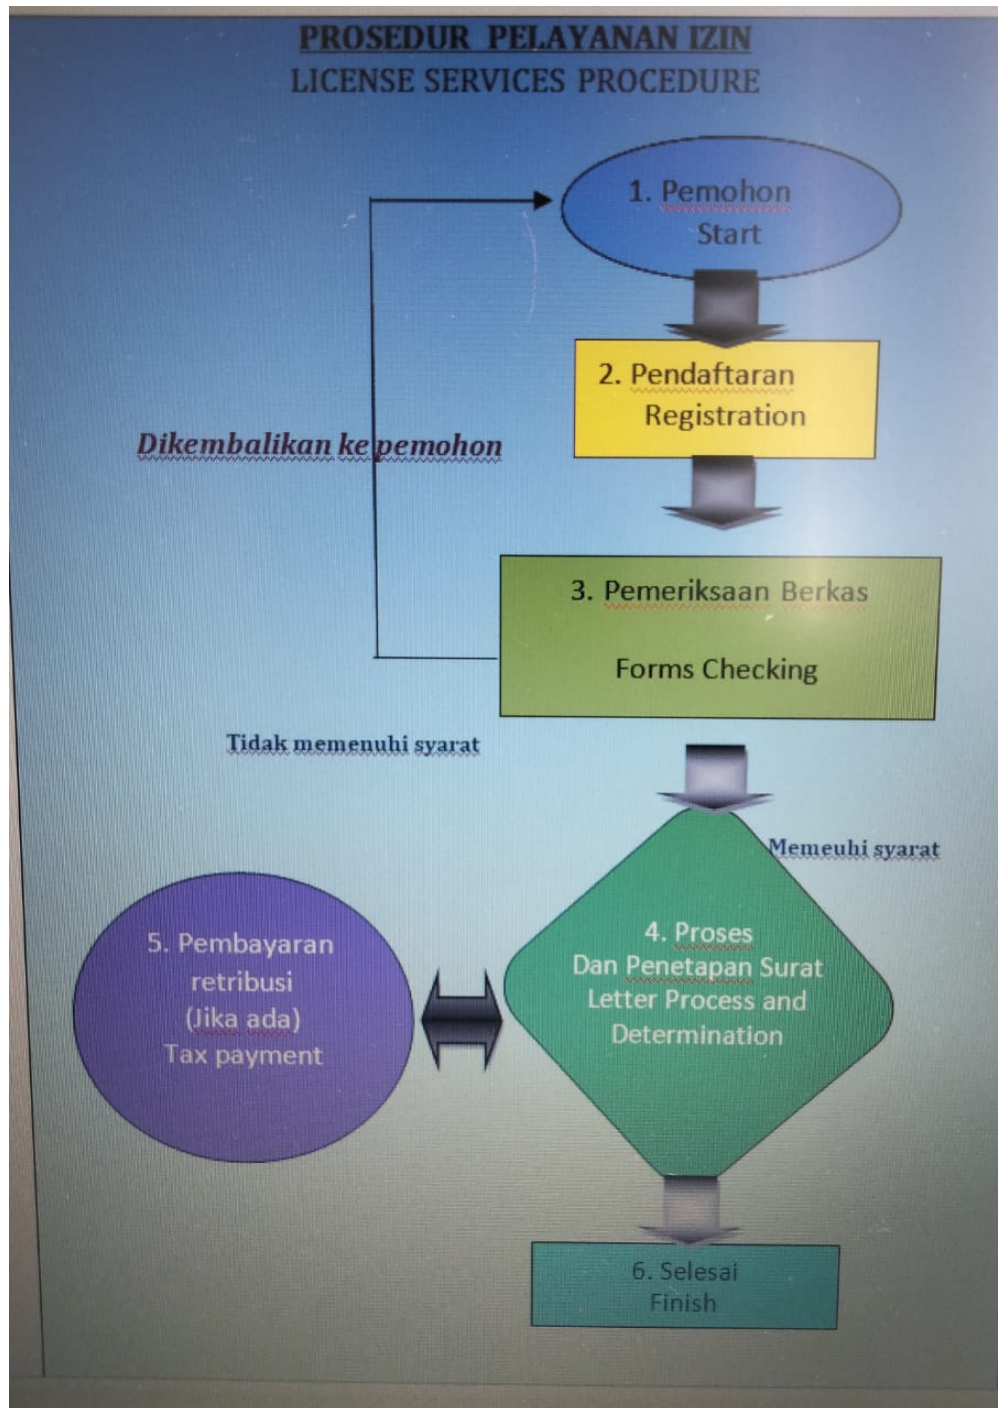 PROSEDUR PELAYANAN IZIN
LICENSE SERVICES PROCEDURE
1. Pemohon
Start
2. Pendaftaran
Registration
Dikembalikan ke pemohon
3. Pemeriksaan Berkas
Forms Checking
Tidak memenuhi syarat
Memeuhi syarat
4. Proses
Dan Penetapan Surat
Letter Process and
Determination
5. Pembayaran
retribusi
(Jika ada)
Tax payment
6. Selesai
Finish